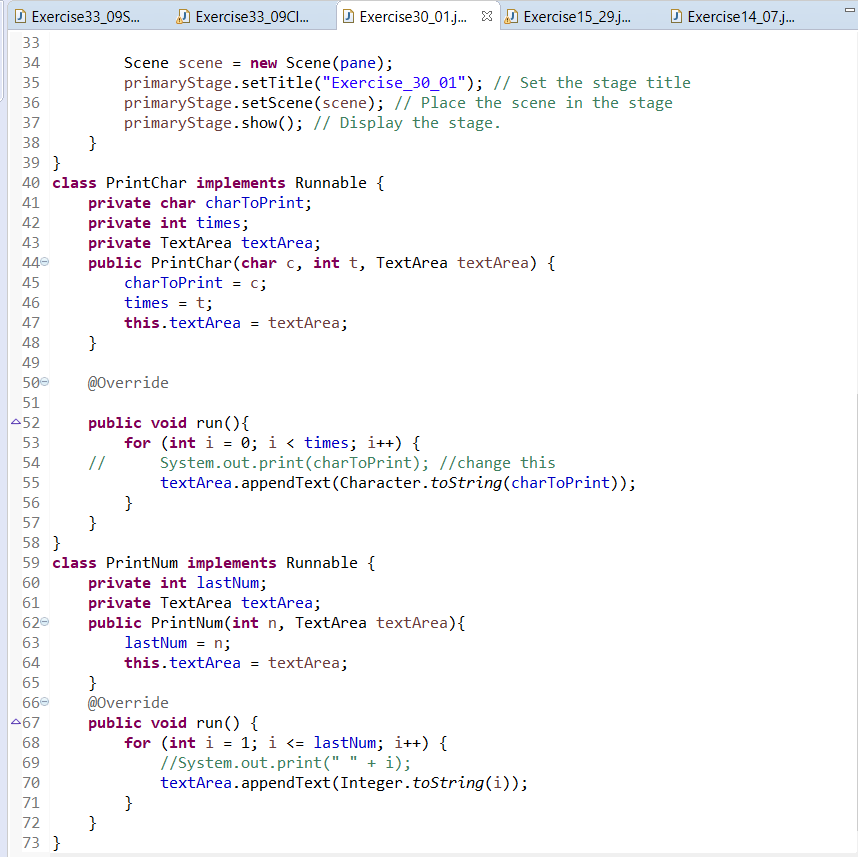 Exercise33_09S... Exercise33_09Cl... Exercise30_01.j... Exercise15_29.j... Exercise14_07.j...
33
34         Scene scene = new Scene(pane);
35         primaryStage.setTitle("Exercise_30_01"); // Set the stage title
36         primaryStage.setScene(scene); // Place the scene in the stage
37         primaryStage.show(); // Display the stage.
38     }
39 }
40 class PrintChar implements Runnable {
41     private char charToPrint;
42     private int times;
43     private TextArea textArea;
44     public PrintChar(char c, int t, TextArea textArea) {
45         charToPrint = c;
46         times = t;
47         this.textArea = textArea;
48     }
49
50     @Override
51
52     public void run(){
53         for (int i = 0; i < times; i++) {
54     //      System.out.print(charToPrint); //change this
55             textArea.appendText(Character.toString(charToPrint));
56         }
57     }
58 }
59 class PrintNum implements Runnable {
60     private int lastNum;
61     private TextArea textArea;
62     public PrintNum(int n, TextArea textArea){
63         lastNum = n;
64         this.textArea = textArea;
65     }
66     @Override
67     public void run() {
68         for (int i = 1; i <= lastNum; i++) {
69             //System.out.print(" " + i);
70             textArea.appendText(Integer.toString(i));
71         }
72     }
73 }